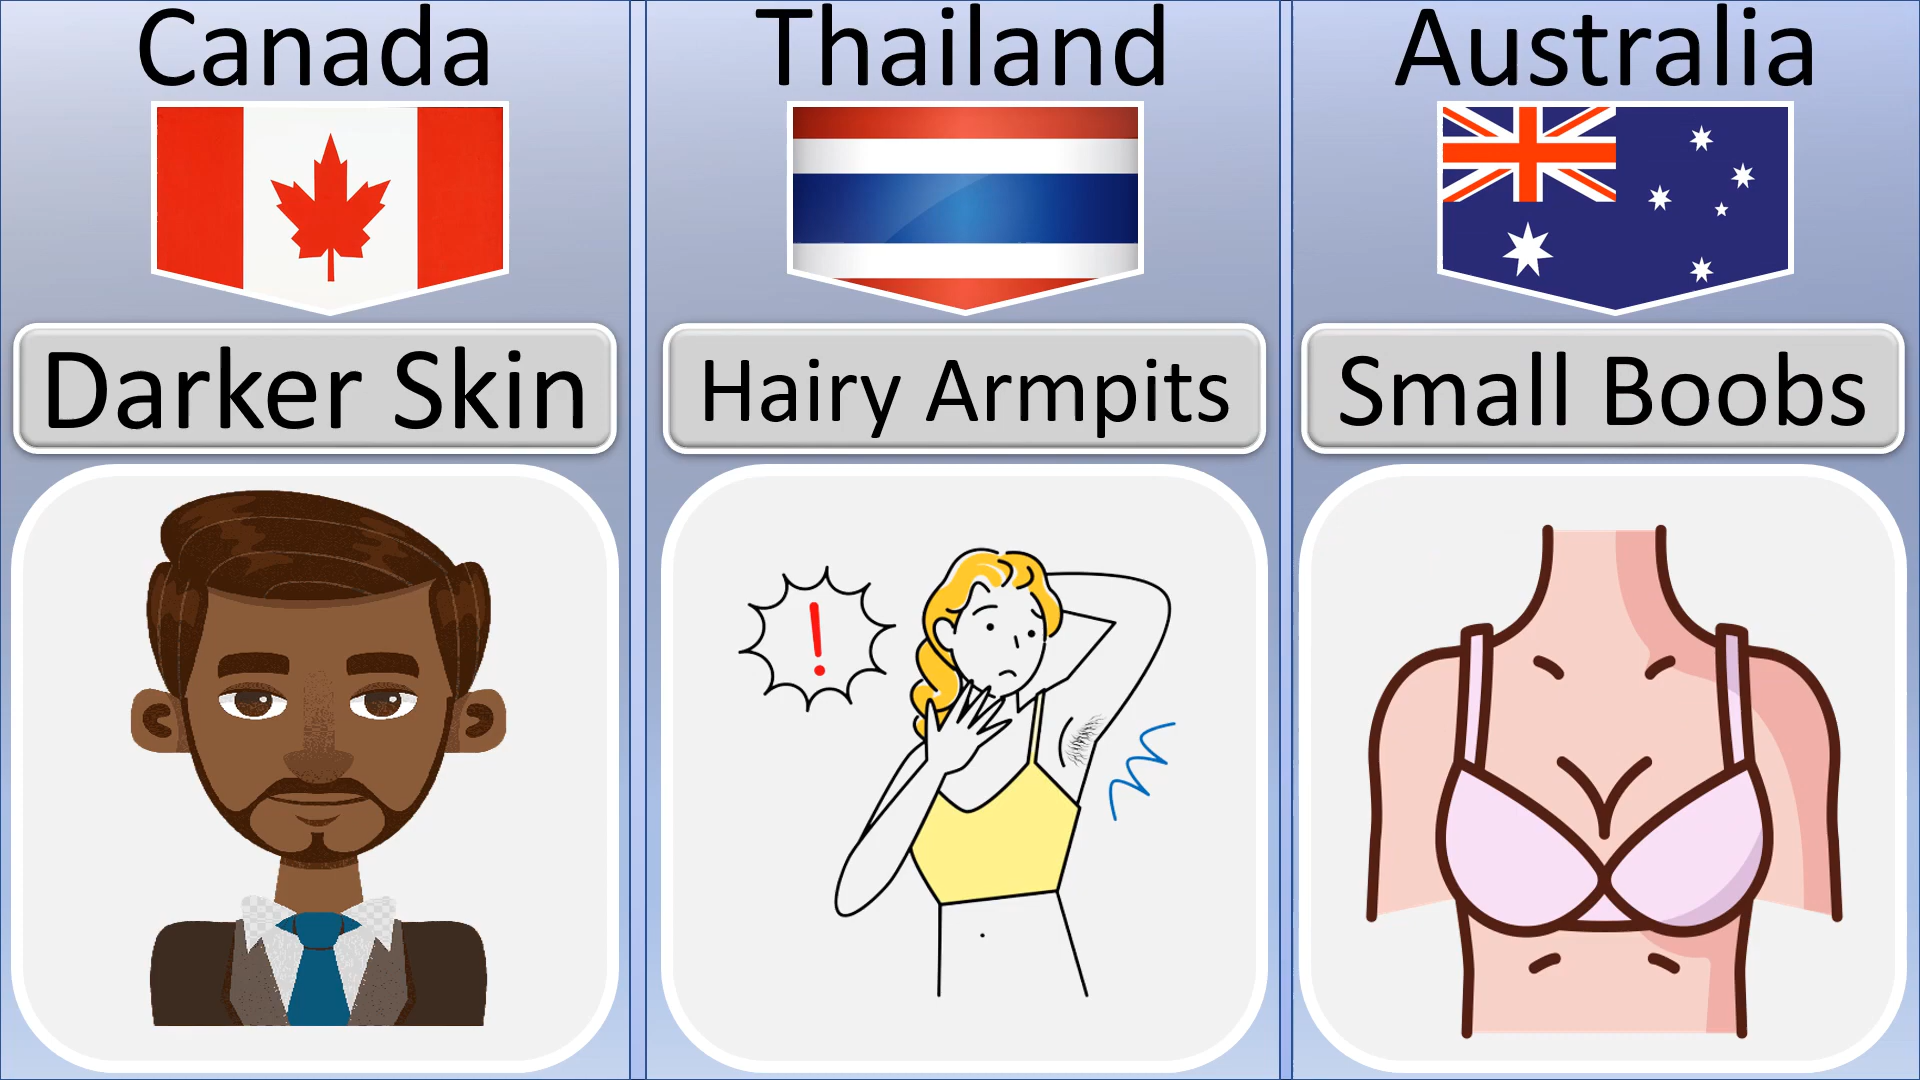 Canada
Thailand
Australia
Darker Skin
Hairy Armpits
Small Boobs
!